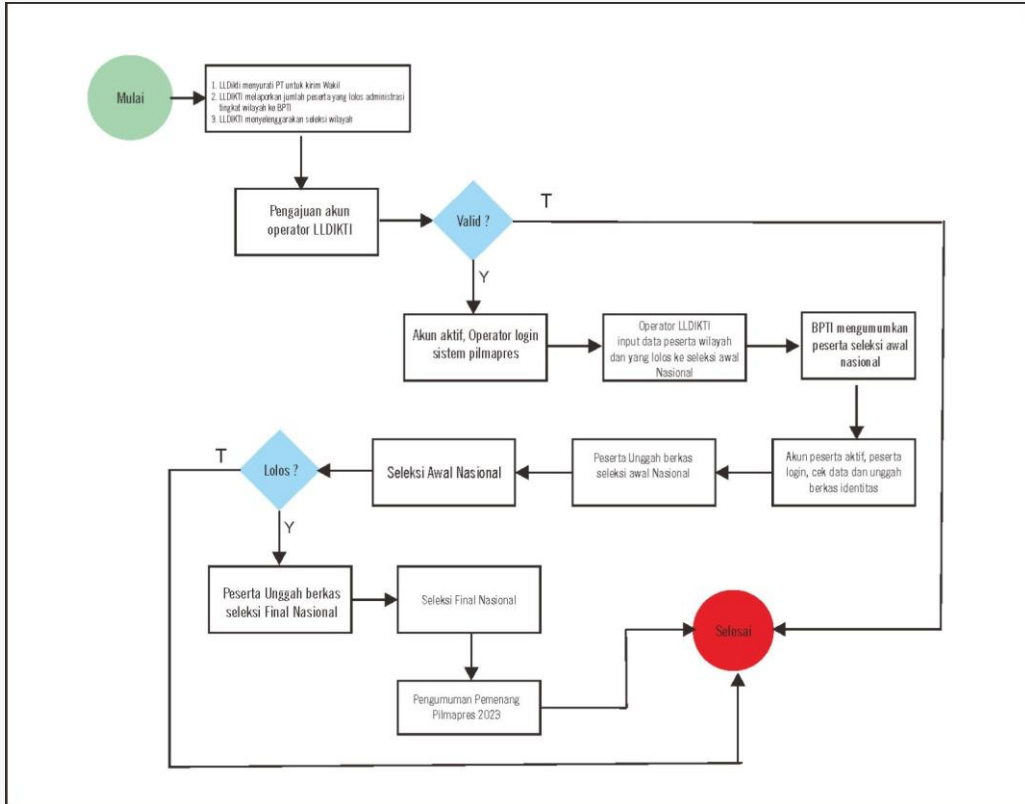 Mulai
1. LLDikti menyurati PT untuk kirim Wakil
2. LLDIKTI melaporkan jumlah peserta yang lolos administrasi
tingkat wilayah ke BPTI
3. LLDIKTI menyelenggarakan seleksi wilayah
Pengajuan akun
operator LLDIKTI
Valid ?
T
Y
Akun aktif, Operator login
sistem pilmapres
Operator LLDIKTI
input data peserta wilayah
dan yang lolos ke seleksi awal
Nasional
BPTI mengumumkan
peserta seleksi awal
nasional
Akun peserta aktif, peserta
login, cek data dan unggah
berkas identitas
Peserta Unggah berkas
seleksi awal Nasional
Seleksi Awal Nasional
Lolos ?
T
Y
Peserta Unggah berkas
seleksi Final Nasional
Seleksi Final Nasional
Pengumuman Pemenang
Pilmapres 2023
Selesai